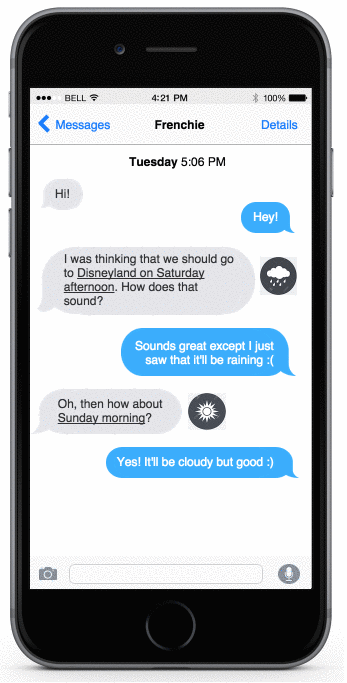 BELL 4:21 PM 100%
Messages Frenchie Details
Tuesday 5:06 PM
Hi!
Hey!
I was thinking that we should go
to Disneyland on Saturday
afternoon. How does that
sound?
Sounds great except I just
saw that it'll be raining :(
Oh, then how about
Sunday morning?
Yes! It'll be cloudy but good :)